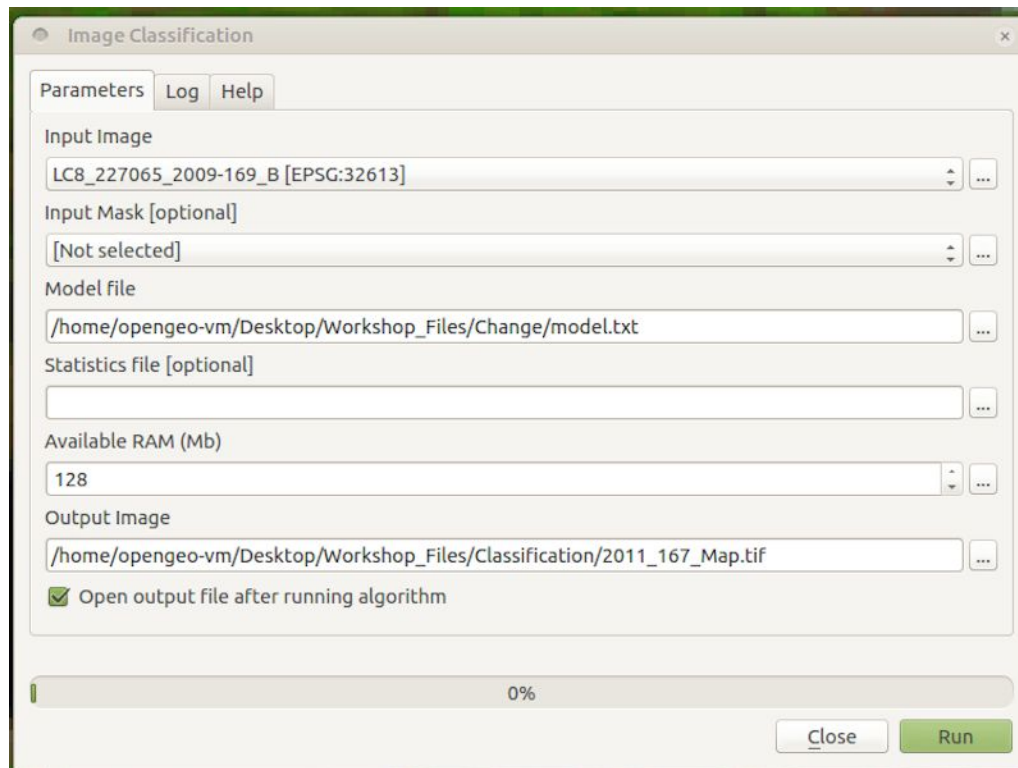 Image Classification
Parameters Log Help
Input Image
LC8_227065_2009-169_B [EPSG:32613]
...
Input Mask [optional]
[Not selected]
...
Model file
/home/opengeo-vm/Desktop/Workshop_Files/Change/model.txt
...
Statistics file [optional]
...
Available RAM (Mb)
128
...
Output Image
/home/opengeo-vm/Desktop/Workshop_Files/Classification/2011_167_Map.tif
...
Open output file after running algorithm
0%
Close Run